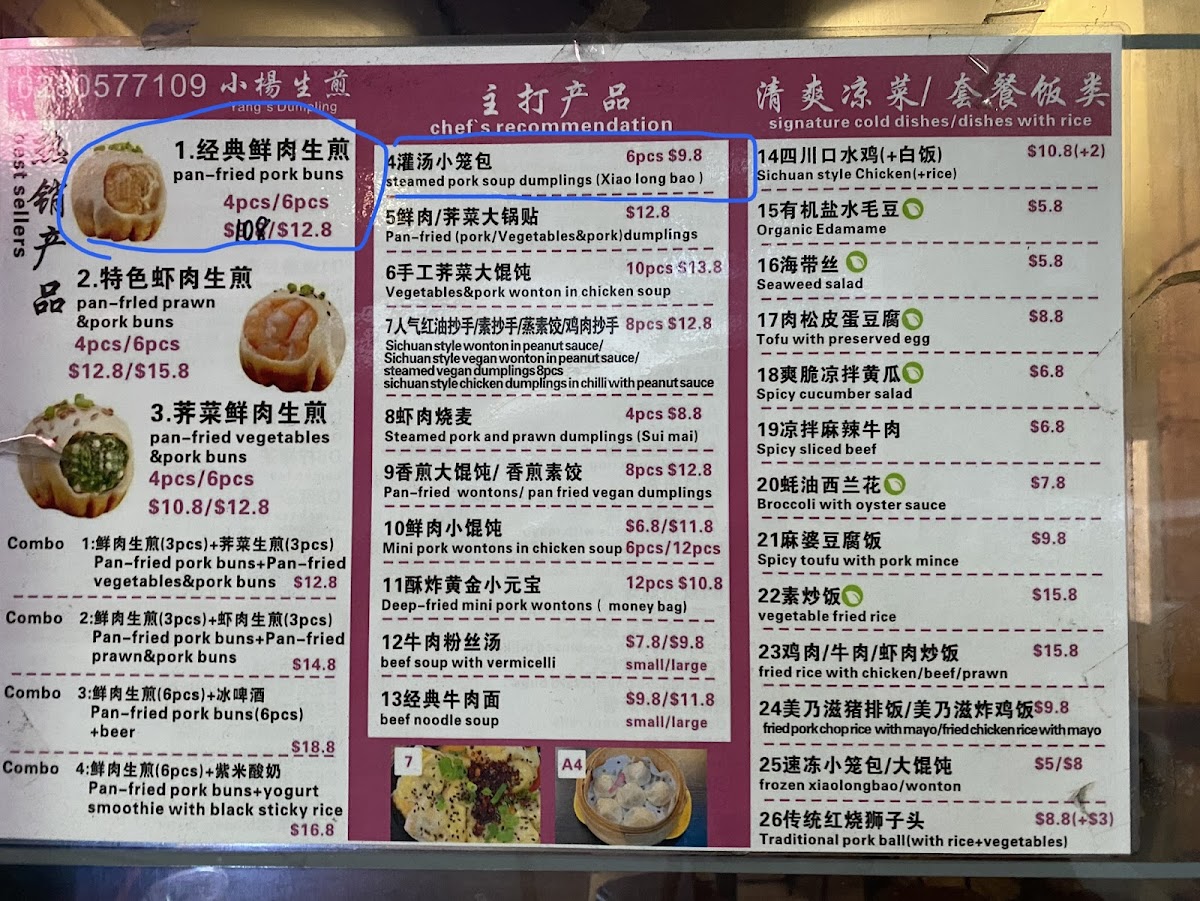 0280577109 小楊生煎
Yang's Dumpling
热销产品
best sellers
1.经典鲜肉生煎
pan-fried pork buns
4pcs/6pcs
$108/$12.8
2.特色虾肉生煎
pan-frled prawn
&pork buns
4pcs/6pcs
$12.8/$15.8
3.荠菜鲜肉生煎
pan-fried vegetables
&pork buns
4pcs/6pcs
$10.8/$12.8
Combo 1:鲜肉生煎(3pcs)+荠菜生煎(3pcs)
Pan-fried pork buns+Pan-fried
vegetables&pork buns $12.8
Combo 2:鲜肉生煎(3pcs)+虾肉生煎(3pcs)
Pan-fried pork buns+Pan-fried
prawn&pork buns
$14.8
Combo 3:鲜肉生煎(6pcs)+冰啤酒
Pan-fried pork buns(6pcs)
+beer
$18.8
Combo 4:鲜肉生煎(6pcs)+紫米酸奶
Pan-fried pork buns+yogurt
smoothie with black sticky rice
$16.8
主打产品
chef's recommendation
4灌汤小笼包 6pcs $9.8
steamed pork soup dumplings (Xiao long bao )
5鲜肉/荠菜大锅贴 $12.8
Pan-fried (pork/Vegetables&pork)dumplings
6手工荠菜大馄饨 10pcs $13.8
Vegetables&pork wonton in chicken soup
7人气红油抄手/素抄手/蒸素饺/鸡肉抄手 8pcs $12.8
Sichuan style wonton in peanut sauce/
Sichuan style vegan wonton in peanut sauce/
steamed vegan dumplings 8pcs
sichuan style chicken dumplings in chilli with peanut sauce
8虾肉烧麦 4pcs $8.8
Steamed pork and prawn dumplings (Sui mai)
9香煎大馄饨/ 香煎素饺 8pcs $12.8
Pan-fried wontons/ pan fried vegan dumplings
10鲜肉小馄饨 $6.8/$11.8
Mini pork wontons in chicken soup 6pcs/12pcs
11酥炸黄金小元宝 12pcs $10.8
Deep-fried mini pork wontons ( money bag)
12牛肉粉丝汤 $7.8/$9.8
beef soup with vermicelli small/large
13经典牛肉面 $9.8/$11.8
beef noodle soup small/large
7
A4
清爽凉菜/ 套餐饭类
signature cold dishes/dishes with rice
14四川口水鸡(+白饭) $10.8(+2)
Sichuan style Chicken(+rice)
15有机盐水毛豆 $5.8
Organic Edamame
16海带丝 $5.8
Seaweed salad
17肉松皮蛋豆腐 $8.8
Tofu with preserved egg
18爽脆凉拌黄瓜 $6.8
Spicy cucumber salad
19凉拌麻辣牛肉 $6.8
Spicy sliced beef
20蚝油西兰花 $7.8
Broccoli with oyster sauce
21麻婆豆腐饭 $9.8
Spicy toufu with pork mince
22素炒饭 $15.8
vegetable fried rice
23鸡肉/牛肉/虾肉炒饭 $15.8
fried rice with chicken/beef/prawn
24美乃滋猪排饭/美乃滋炸鸡饭 $9.8
fried pork chop rice with mayo/fried chicken rice with mayo
25速冻小笼包/大馄饨 $5/$8
frozen xiaolongbao/wonton
26传统红烧狮子头 $8.8(+$3)
Traditional pork ball(with rice+vegetables)